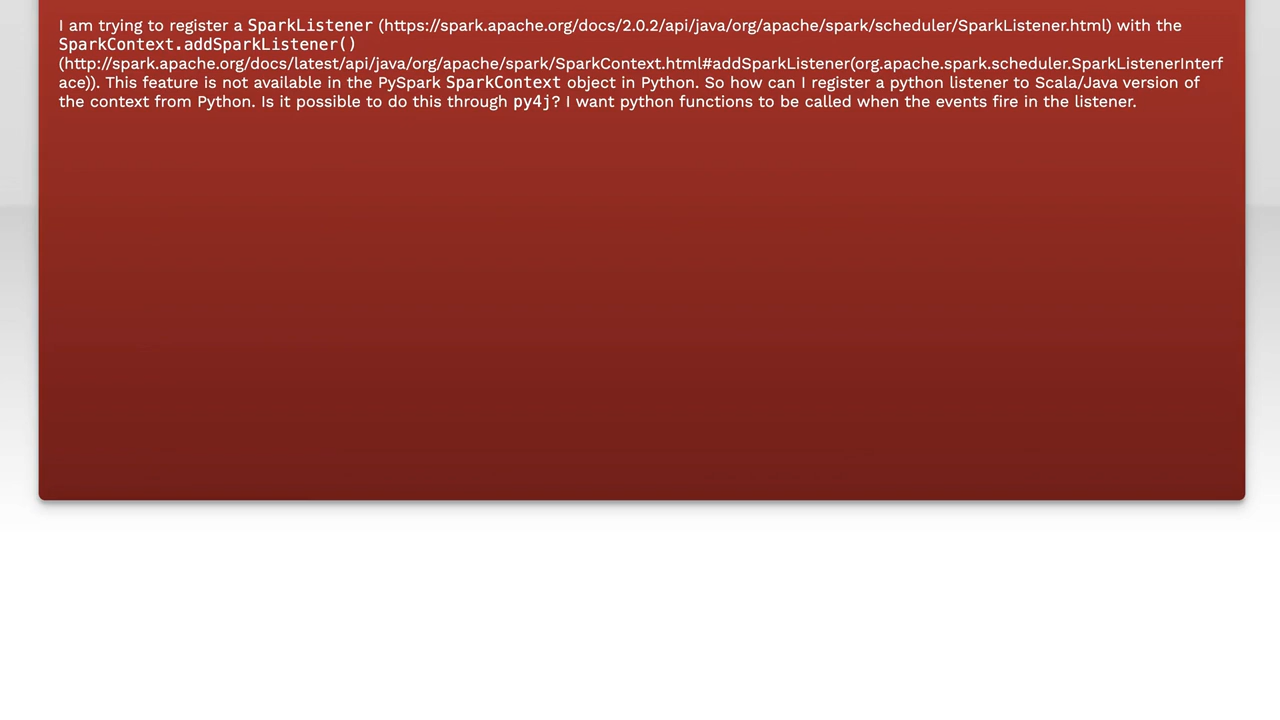 I am trying to register a SparkListener (https://spark.apache.org/docs/2.0.2/api/java/org/apache/spark/scheduler/SparkListener.html) with the
SparkContext.addSparkListener()
(http://spark.apache.org/docs/latest/api/java/org/apache/spark/SparkContext.html#addSparkListener(org.apache.spark.scheduler.SparkListenerInterf
ace)). This feature is not available in the PySpark SparkContext object in Python. So how can I register a python listener to Scala/Java version of
the context from Python. Is it possible to do this through py4j? I want python functions to be called when the events fire in the listener.